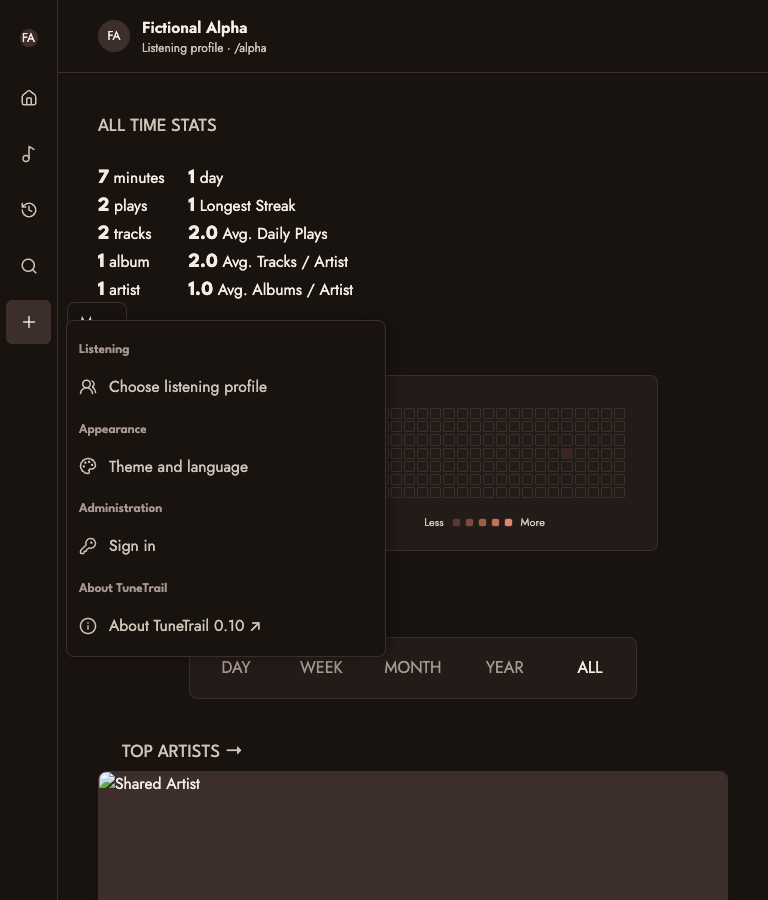 FA
FA
Fictional Alpha
Listening profile · /alpha
ALL TIME STATS
7 minutes
1 day
2 plays
1 Longest Streak
2 tracks
2.0 Avg. Daily Plays
1 album
2.0 Avg. Tracks / Artist
1 artist
1.0 Avg. Albums / Artist
Listening
Choose listening profile
Appearance
Theme and language
Administration
Sign in
About TuneTrail
About TuneTrail 0.10 ↗
Less
More
DAY
WEEK
MONTH
YEAR
ALL
TOP ARTISTS →
Shared Artist